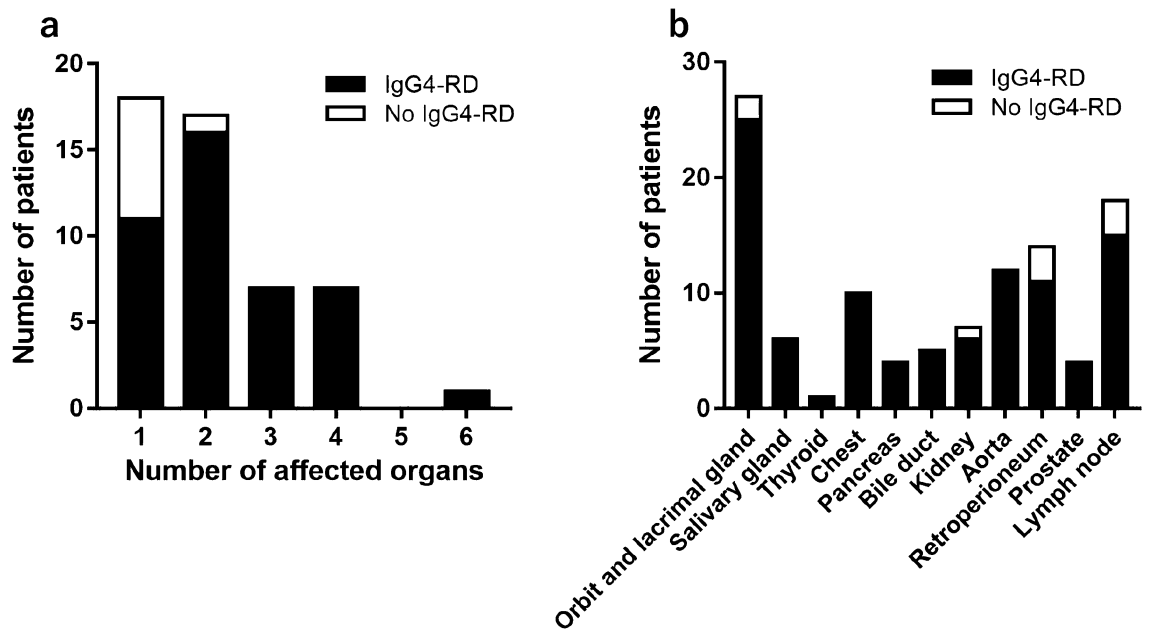 a
20
15
10
5
0
Number of patients
IgG4-RD
No IgG4-RD
1 2 3 4 5 6
Number of affected organs
b
30
20
10
0
Number of patients
IgG4-RD
No IgG4-RD
Orbit and lacrimal gland
Salivary gland
Thyroid
Chest
Pancreas
Bile duct
Kidney
Aorta
Retroperioneum
Prostate
Lymph node